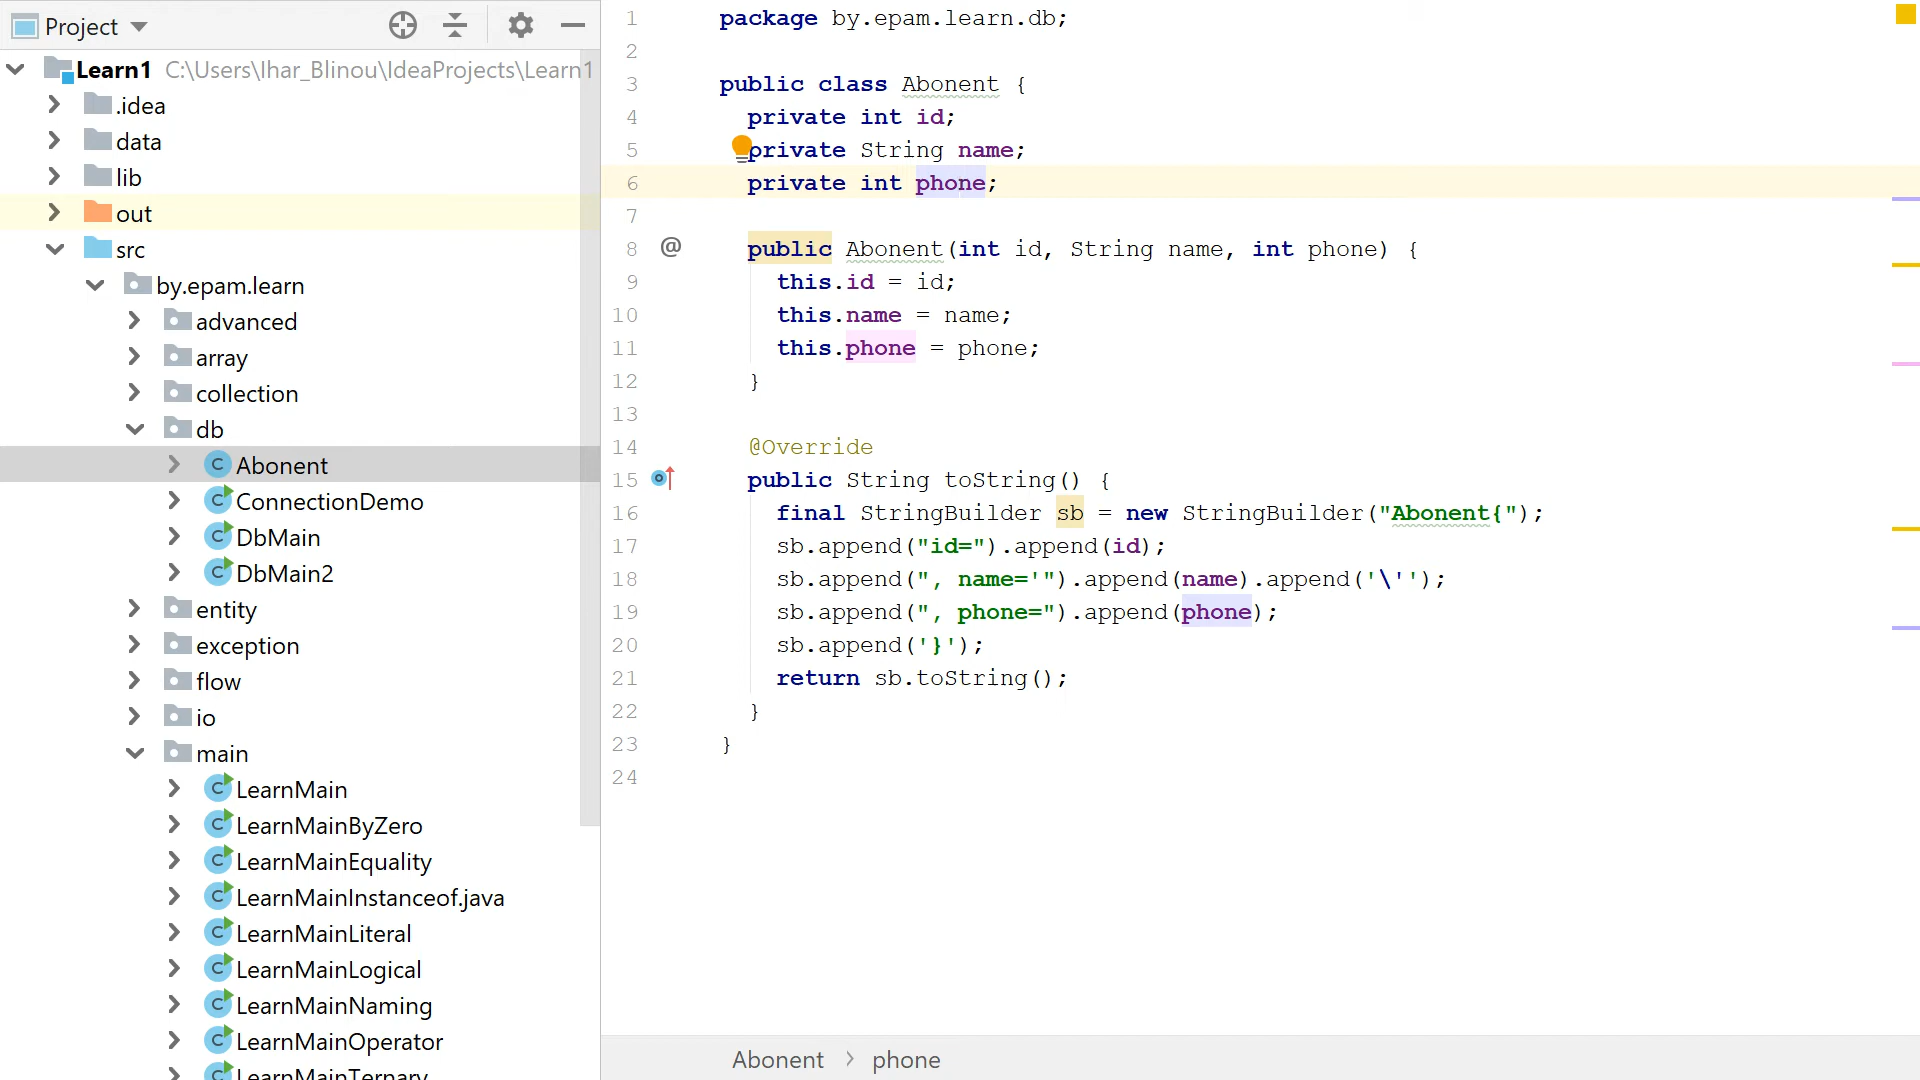 Project
Learn1 C:\Users\Ihar_Blinou\IdeaProjects\Learn1
.idea
data
lib
out
src
by.epam.learn
advanced
array
collection
db
Abonent
ConnectionDemo
DbMain
DbMain2
entity
exception
flow
io
main
LearnMain
LearnMainByZero
LearnMainEquality
LearnMainInstanceof.java
LearnMainLiteral
LearnMainLogical
LearnMainNaming
LearnMainOperator
LearnMainTernary
1 package by.epam.learn.db;
2
3 public class Abonent {
4 private int id;
5 private String name;
6 private int phone;
7
8 @ public Abonent(int id, String name, int phone) {
9 this.id = id;
10 this.name = name;
11 this.phone = phone;
12 }
13
14 @Override
15 public String toString() {
16 final StringBuilder sb = new StringBuilder("Abonent{");
17 sb.append("id=").append(id);
18 sb.append(", name='").append(name).append('\'');
19 sb.append(", phone=").append(phone);
20 sb.append('}');
21 return sb.toString();
22 }
23 }
24
Abonent > phone